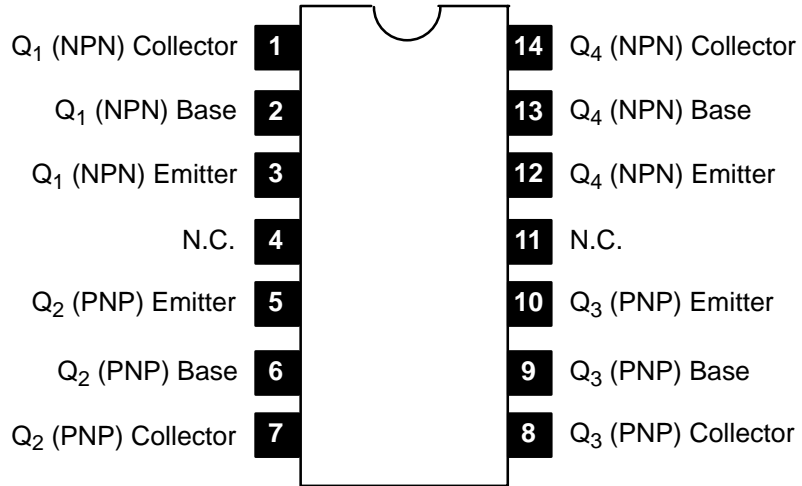 Q1 (NPN) Collector 1 14 Q4 (NPN) Collector
Q1 (NPN) Base 2 13 Q4 (NPN) Base
Q1 (NPN) Emitter 3 12 Q4 (NPN) Emitter
N.C. 4 11 N.C.
Q2 (PNP) Emitter 5 10 Q3 (PNP) Emitter
Q2 (PNP) Base 6 9 Q3 (PNP) Base
Q2 (PNP) Collector 7 8 Q3 (PNP) Collector